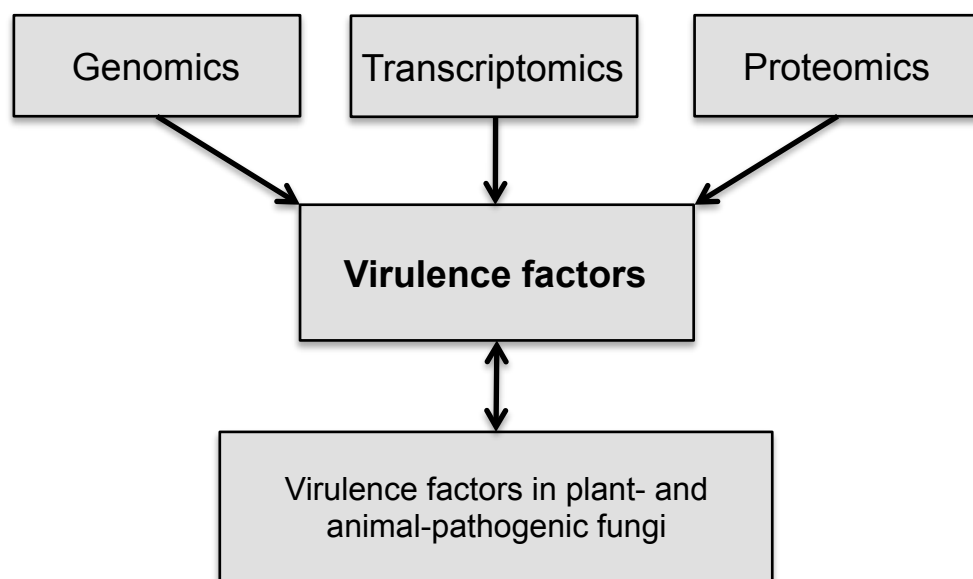 Genomics
Transcriptomics
Proteomics
Virulence factors
Virulence factors in plant- and
animal-pathogenic fungi